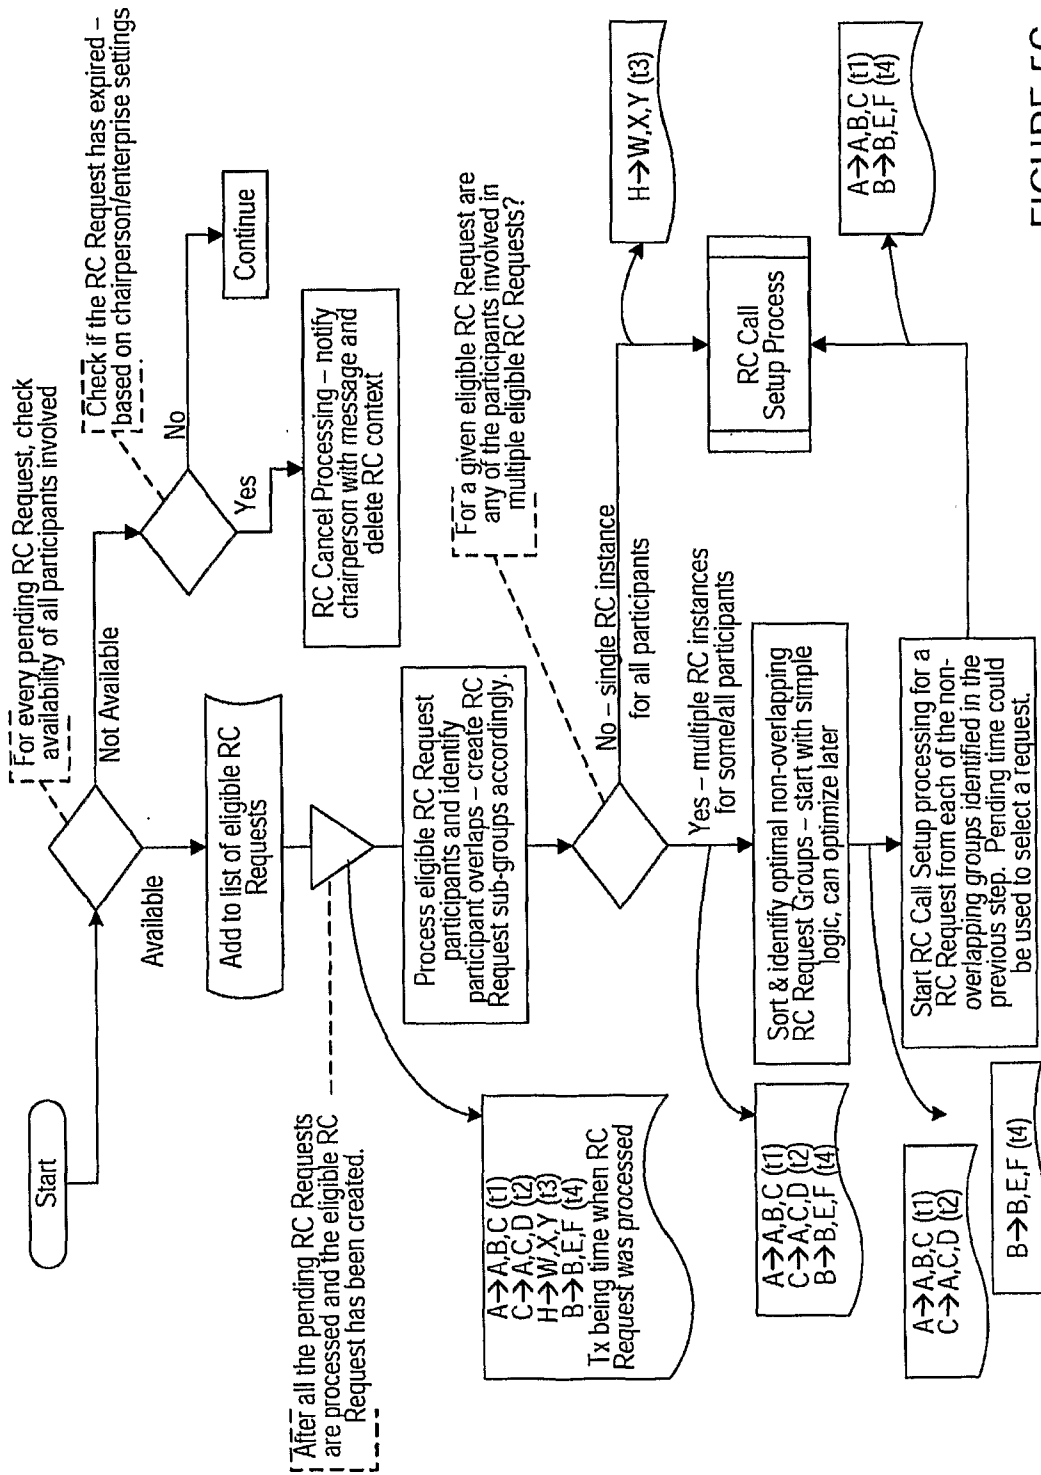 Start
For every pending RC Request, check
availability of all participants involved
Not Available
Available
Check if the RC Request has expired –
based on chairperson/enterprise settings
No
Yes
Continue
RC Cancel Processing – notify
chairperson with message and
delete RC context
Add to list of eligible RC
Requests
After all the pending RC Requests
are processed and the eligible RC
Request has been created.
Process eligible RC Request
participants and identify
participant overlaps – create RC
Request sub-groups accordingly.
A→A,B,C (t1)
C→A,C,D (t2)
H→W,X,Y (t3)
B→B,E,F (t4)
Tx being time when RC
Request was processed
For a given eligible RC Request are
any of the participants involved in
multiple eligible RC Requests?
No – single RC instance
for all participants
Yes – multiple RC instances
for some/all participants
H→W,X,Y (t3)
RC Call
Setup Process
A→A,B,C (t1)
C→A,C,D (t2)
B→B,E,F (t4)
Sort & identify optimal non-overlapping
RC Request Groups – start with simple
logic, can optimize later
A→A,B,C (t1)
B→B,E,F (t4)
A→A,B,C (t1)
C→A,C,D (t2)
B→B,E,F (t4)
Start RC Call Setup processing for a
RC Request from each of the non-
overlapping groups identified in the
previous step. Pending time could
be used to select a request.